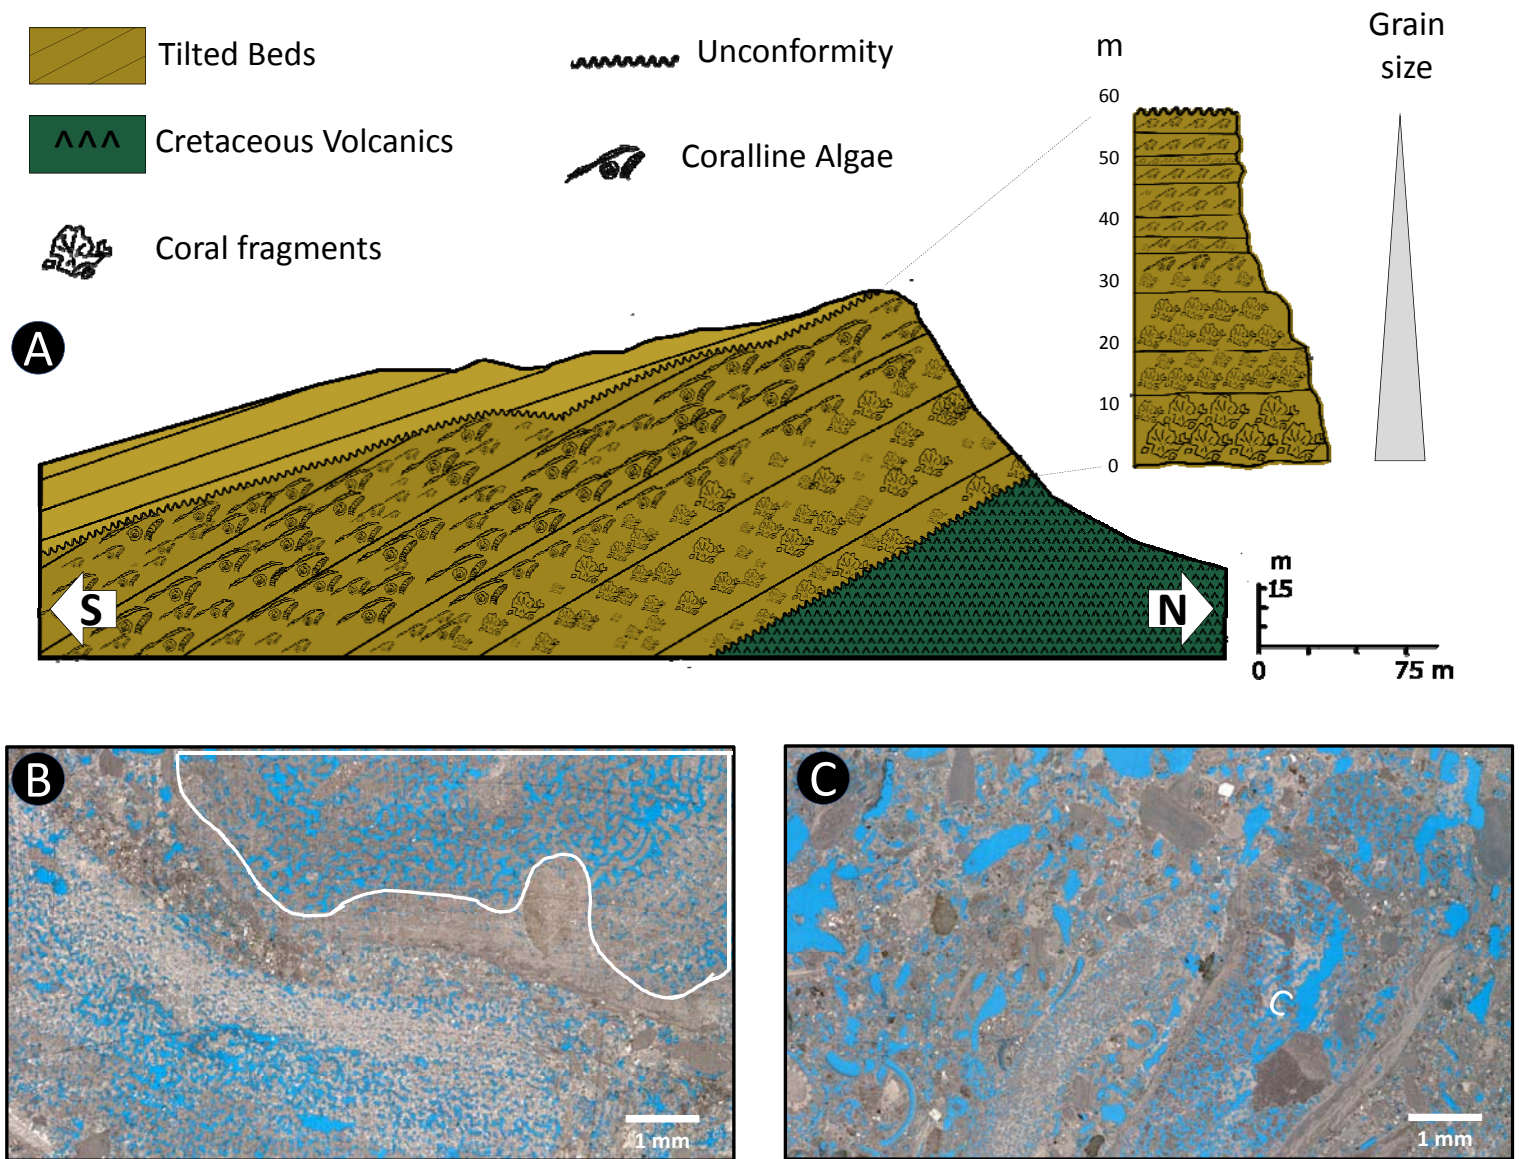 Tilted Beds
Unconformity
^^^ Cretaceous Volcanics
Coralline Algae
Coral fragments
m
Grain
size
60
50
40
30
20
10
0
A
S
N
m
15
0
75 m
B
1 mm
C
C
1 mm